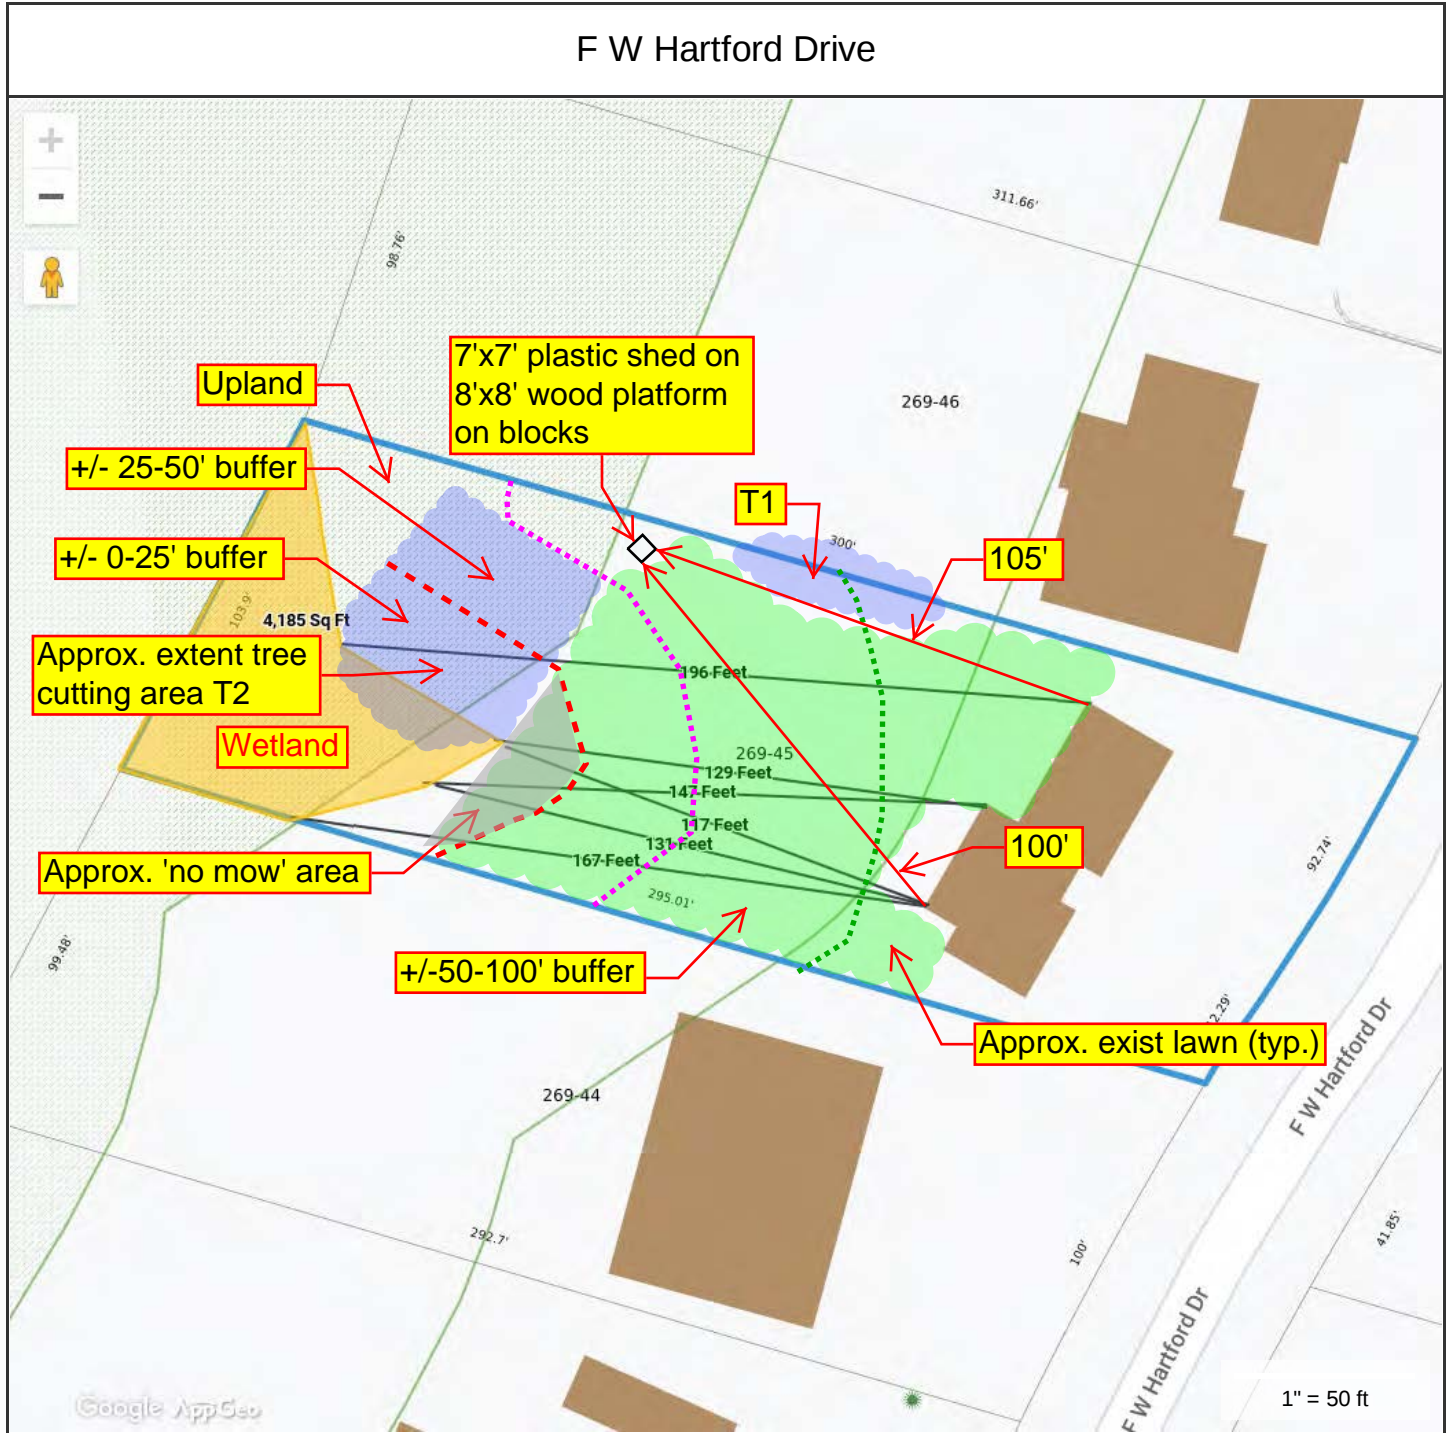 F W Hartford Drive
+
−
98.76'
311.66'
7'x7' plastic shed on
8'x8' wood platform
on blocks
Upland
269-46
+/- 25-50' buffer
T1
300'
+/- 0-25' buffer
105'
103.9'
4,185 Sq Ft
Approx. extent tree
cutting area T2
196 Feet
Wetland
269-45
129 Feet
147 Feet
117 Feet
131 Feet
167 Feet
100'
92.74'
Approx. 'no mow' area
295.01'
99.48'
+/-50-100' buffer
2.29'
Approx. exist lawn (typ.)
F W Hartford Dr
269-44
292.7'
100'
41.85'
F W Hartford Dr
Google AppGeo
1" = 50 ft